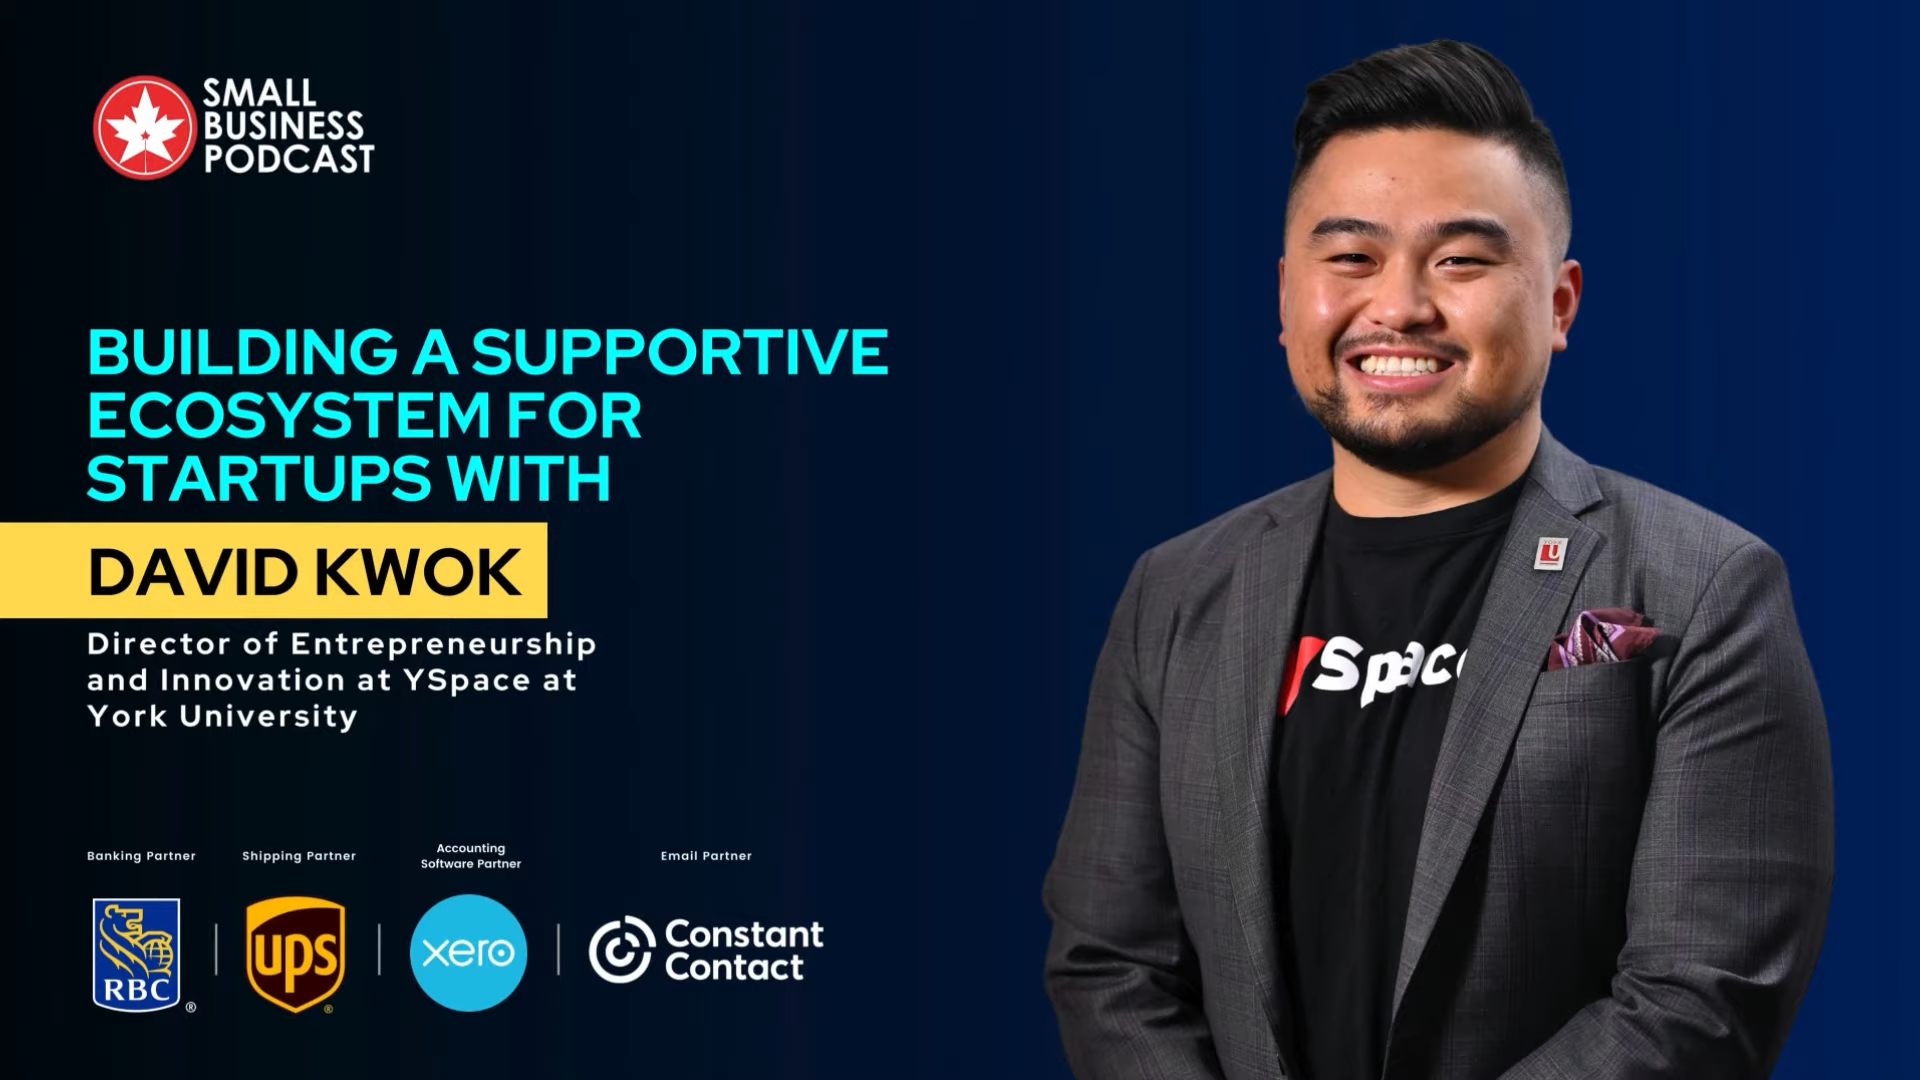 SMALL
BUSINESS
PODCAST
BUILDING A SUPPORTIVE
ECOSYSTEM FOR
STARTUPS WITH
DAVID KWOK
Director of Entrepreneurship
and Innovation at YSpace at
York University
YSpace
U
Banking Partner
Shipping Partner
Accounting
Software Partner
Email Partner
RBC ®
ups ®
xero
Constant
Contact